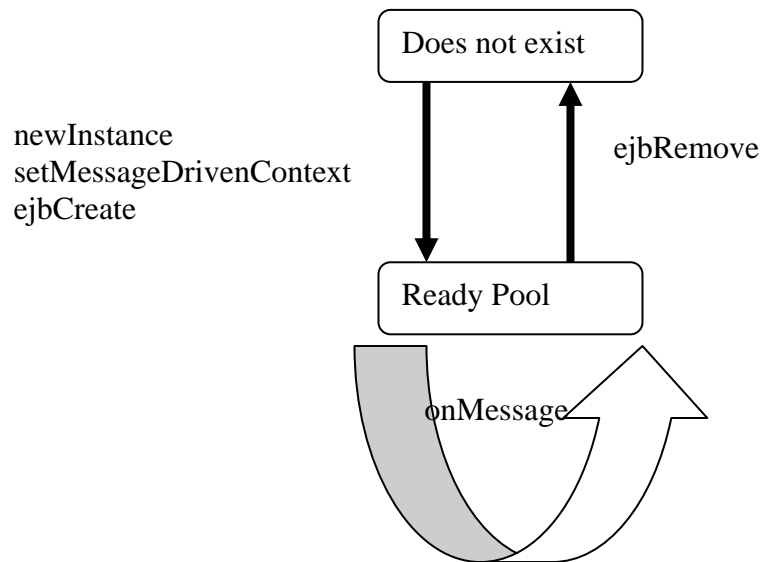 Does not exist
newInstance
setMessageDrivenContext
ejbCreate
ejbRemove
Ready Pool
onMessage